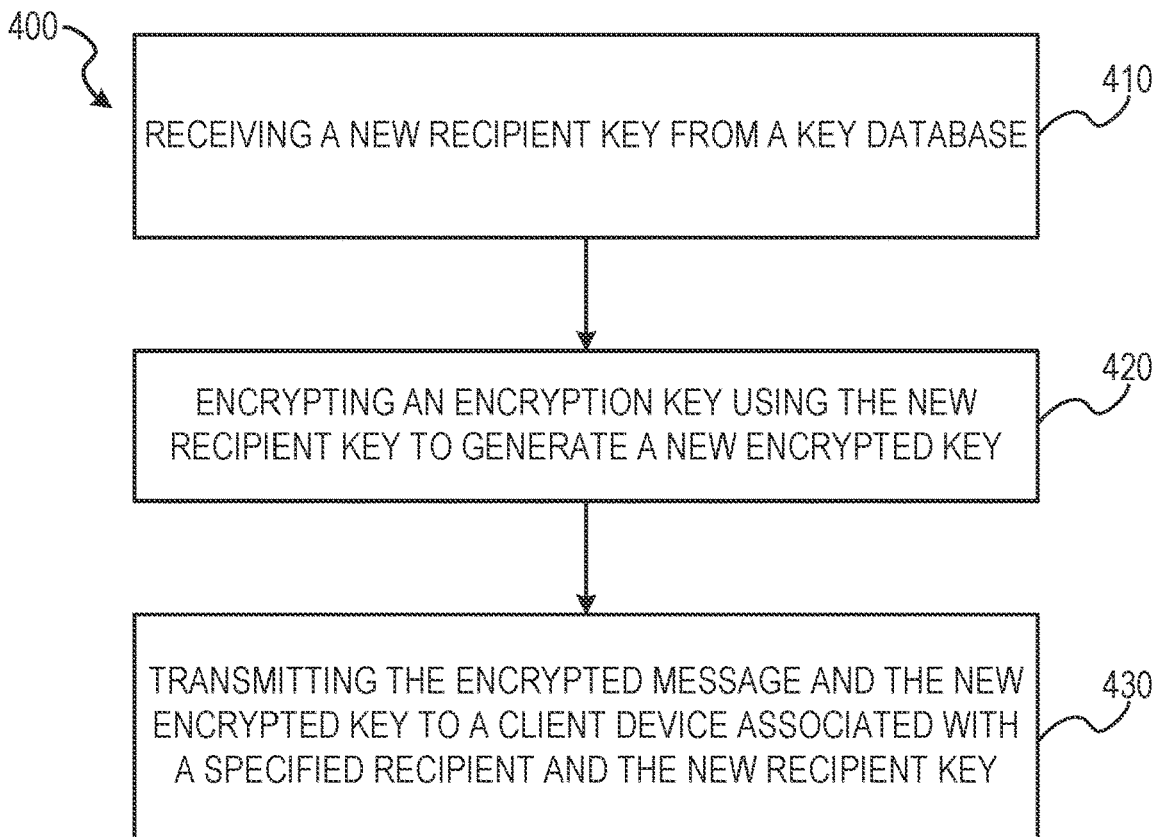 400
410
RECEIVING A NEW RECIPIENT KEY FROM A KEY DATABASE
420
ENCRYPTING AN ENCRYPTION KEY USING THE NEW
RECIPIENT KEY TO GENERATE A NEW ENCRYPTED KEY
430
TRANSMITTING THE ENCRYPTED MESSAGE AND THE NEW
ENCRYPTED KEY TO A CLIENT DEVICE ASSOCIATED WITH
A SPECIFIED RECIPIENT AND THE NEW RECIPIENT KEY